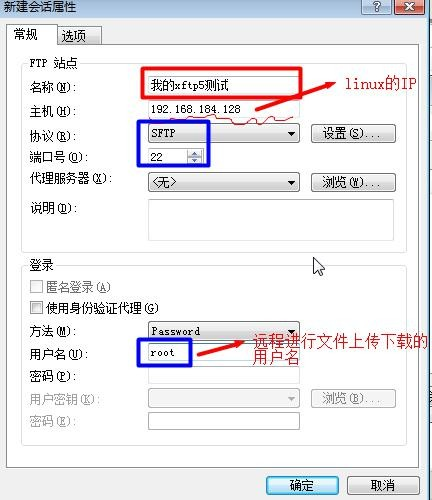 新建会话属性
常规 选项
FTP 站点
名称(N): 我的xftp5测试
主机(H): 192.168.184.128 linux的IP
协议(R): SFTP 设置(S)...
端口号(O): 22
代理服务器(X): <无> 浏览(W)...
说明(D):
登录
匿名登录(A)
使用身份验证代理(G)
方法(M): Password
用户名(U): root 远程进行文件上传下载的
用户名
密码(P):
用户密钥(K): 浏览(B)...
密码(E):
确定 取消